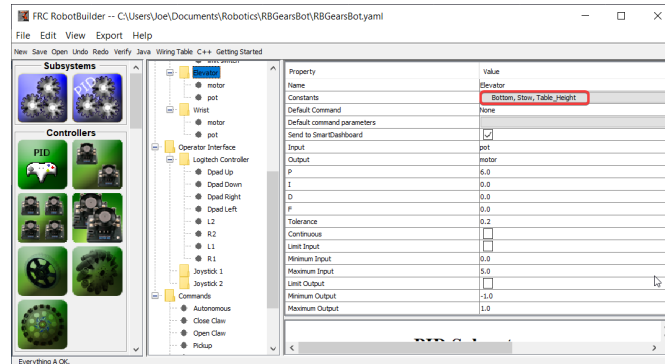 FRC RobotBuilder -- C:\Users\Joe\Documents\Robotics\RBGearsBot\RBGearsBot.yaml
File Edit View Export Help
New Save Open Undo Redo Verify Java Wiring Table C++ Getting Started
Subsystems
PID
Controllers
PID
Elevator
motor
pot
Wrist
motor
pot
Operator Interface
Logitech Controller
Dpad Up
Dpad Down
Dpad Right
Dpad Left
L2
R2
L1
R1
Joystick 1
Joystick 2
Commands
Autonomous
Close Claw
Open Claw
Pickup
Property Value
Name Elevator
Constants Bottom, Stow, Table_Height
Default Command None
Default command parameters
Send to SmartDashboard
Input pot
Output motor
P 6.0
I 0.0
D 0.0
F 0.0
Tolerance 0.2
Continuous
Limit Input
Minimum Input 0.0
Maximum Input 5.0
Limit Output
Minimum Output -1.0
Maximum Output 1.0
Everything A OK.